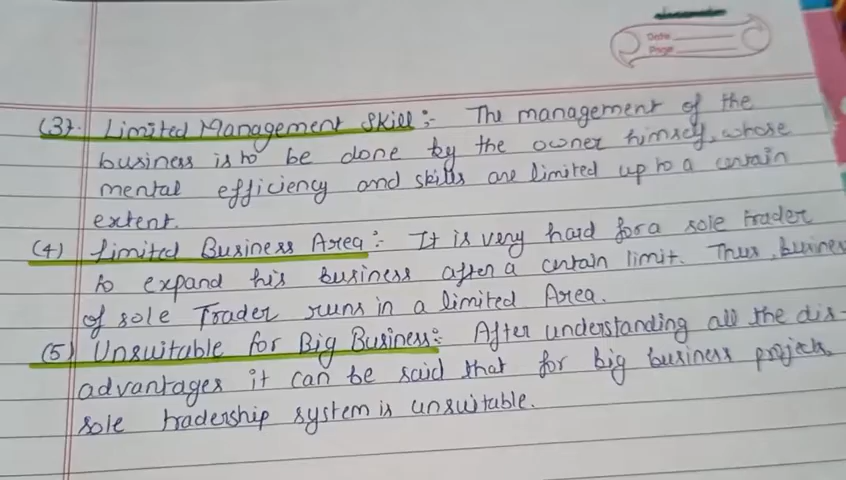 Date
Page
(3). Limited Management Skill:- The management of the
business is to be done by the owner himself, whose
mental efficiency and skills are limited up to a certain
extent.
(4) Limited Business Area:- It is very hard for a sole trader
to expand his business after a certain limit. Thus, busines
of sole Trader runs in a limited Area.
(5) Unsuitable for Big Business:- After understanding all the dis-
advantages it can be said that for big business projects,
sole tradership system is unsuitable.